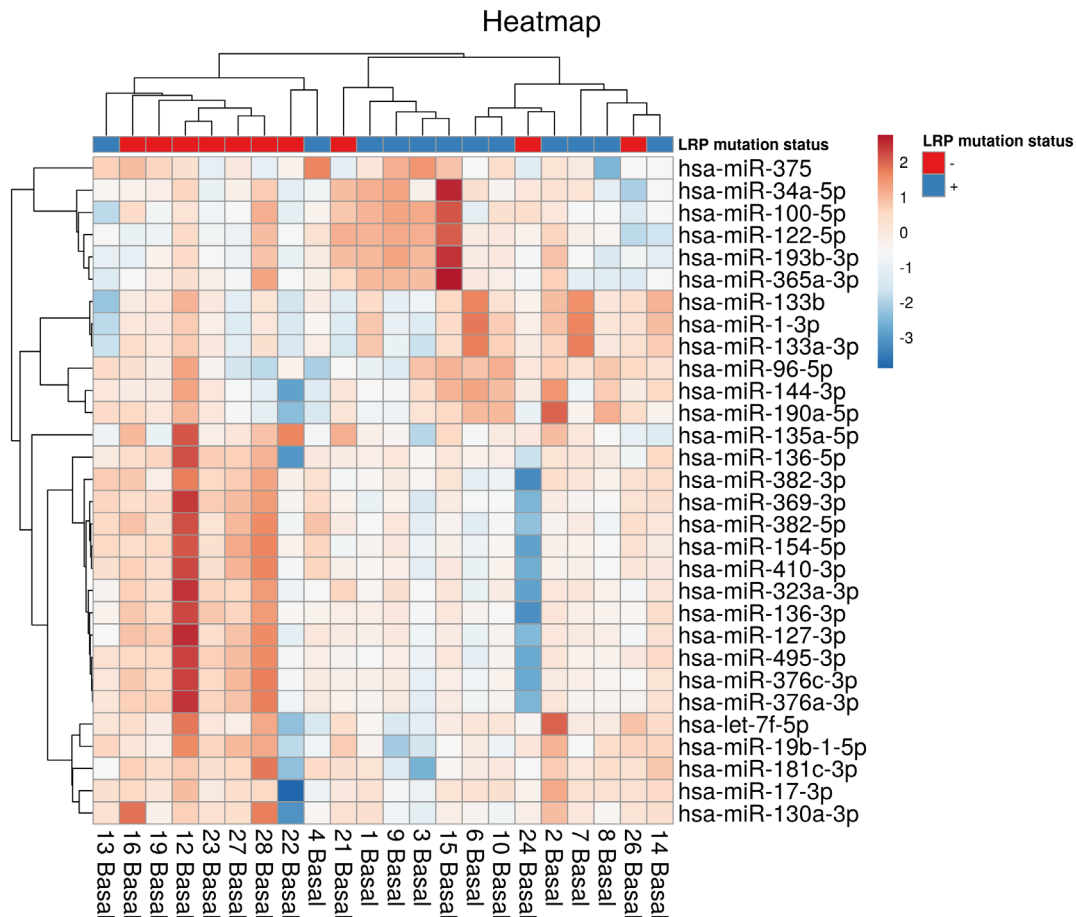 Heatmap
LRP mutation status
hsa-miR-375
hsa-miR-34a-5p
hsa-miR-100-5p
hsa-miR-122-5p
hsa-miR-193b-3p
hsa-miR-365a-3p
hsa-miR-133b
hsa-miR-1-3p
hsa-miR-133a-3p
hsa-miR-96-5p
hsa-miR-144-3p
hsa-miR-190a-5p
hsa-miR-135a-5p
hsa-miR-136-5p
hsa-miR-382-3p
hsa-miR-369-3p
hsa-miR-382-5p
hsa-miR-154-5p
hsa-miR-410-3p
hsa-miR-323a-3p
hsa-miR-136-3p
hsa-miR-127-3p
hsa-miR-495-3p
hsa-miR-376c-3p
hsa-miR-376a-3p
hsa-let-7f-5p
hsa-miR-19b-1-5p
hsa-miR-181c-3p
hsa-miR-17-3p
hsa-miR-130a-3p
13 Basal
16 Basal
19 Basal
12 Basal
23 Basal
27 Basal
28 Basal
22 Basal
4 Basal
21 Basal
1 Basal
9 Basal
3 Basal
15 Basal
6 Basal
10 Basal
24 Basal
2 Basal
7 Basal
8 Basal
26 Basal
14 Basal
2
1
0
-1
-2
-3
LRP mutation status
-
+